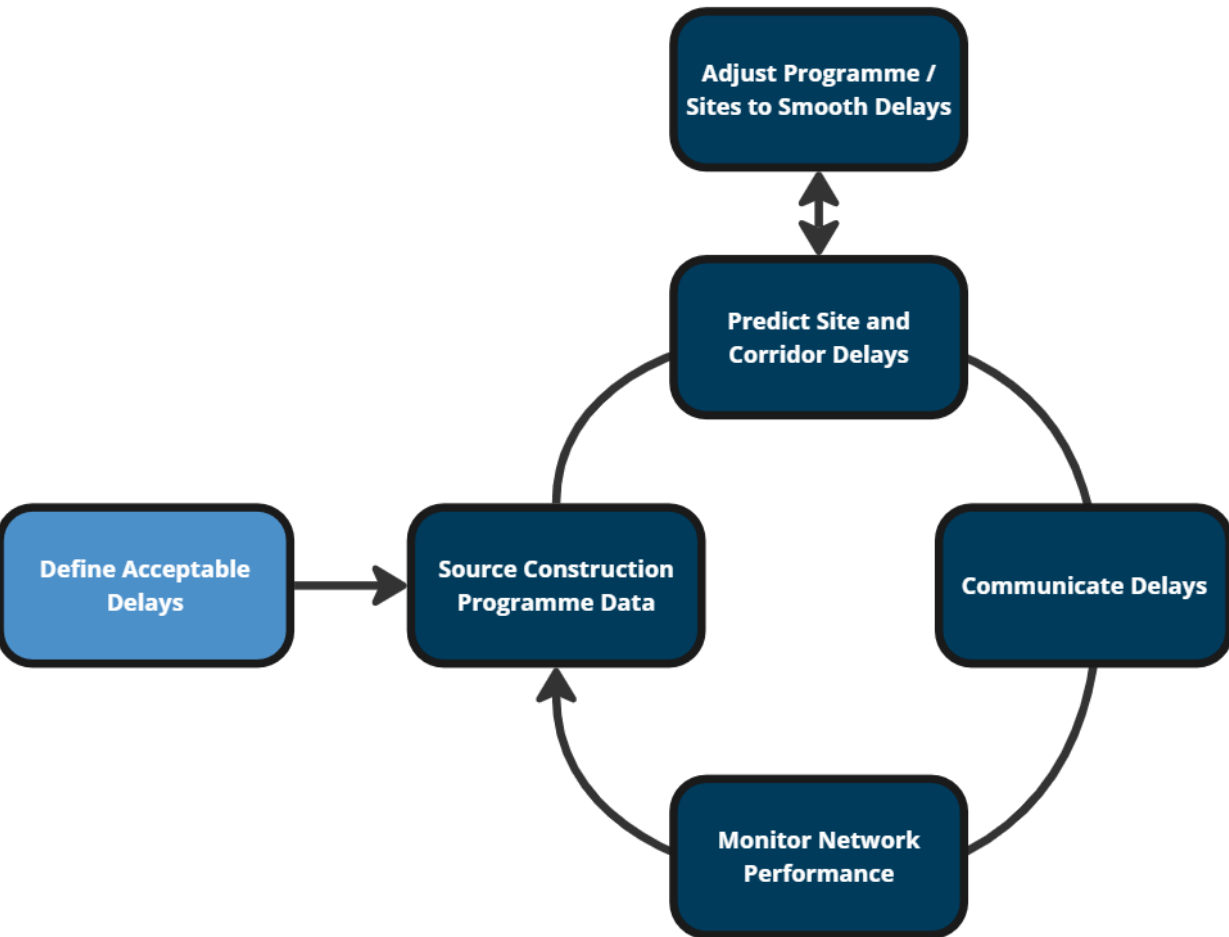 Adjust Programme /
Sites to Smooth Delays
Predict Site and
Corridor Delays
Define Acceptable
Delays
Source Construction
Programme Data
Communicate Delays
Monitor Network
Performance